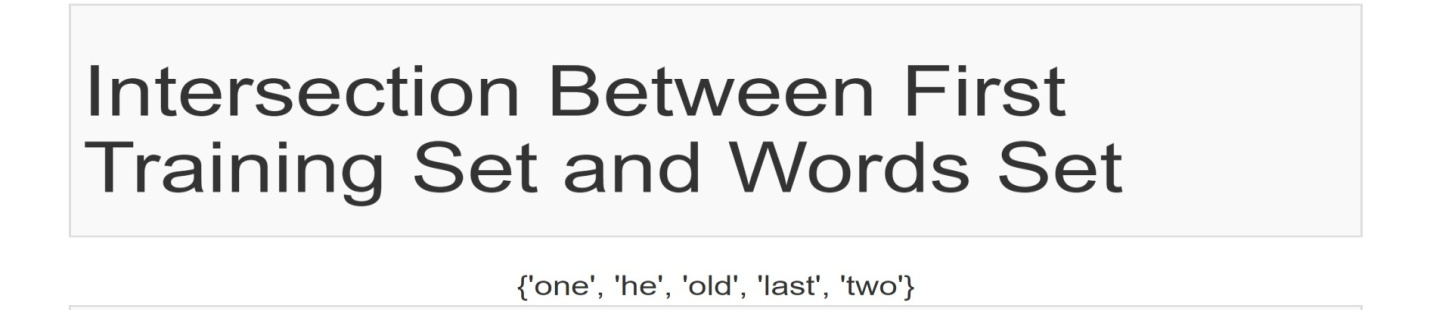 Intersection Between First
Training Set and Words Set
{'one', 'he', 'old', 'last', 'two'}